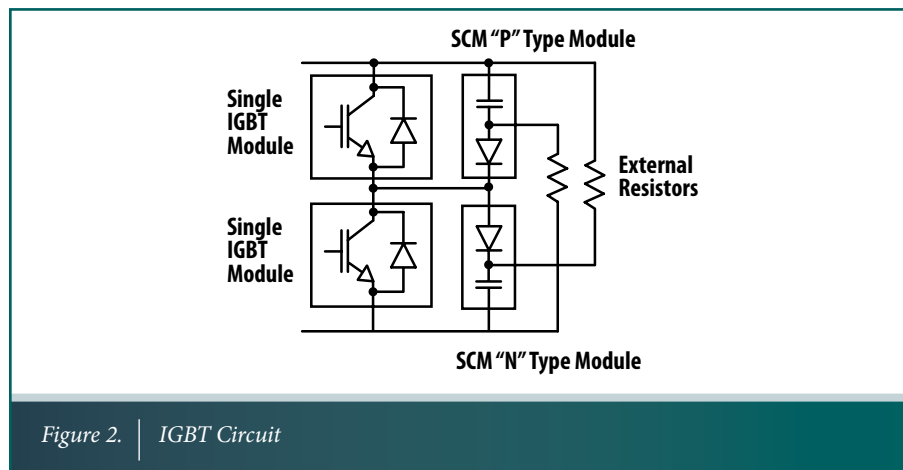 SCM “P” Type Module
Single
IGBT
Module
External
Resistors
Single
IGBT
Module
SCM “N” Type Module
Figure 2. | IGBT Circuit